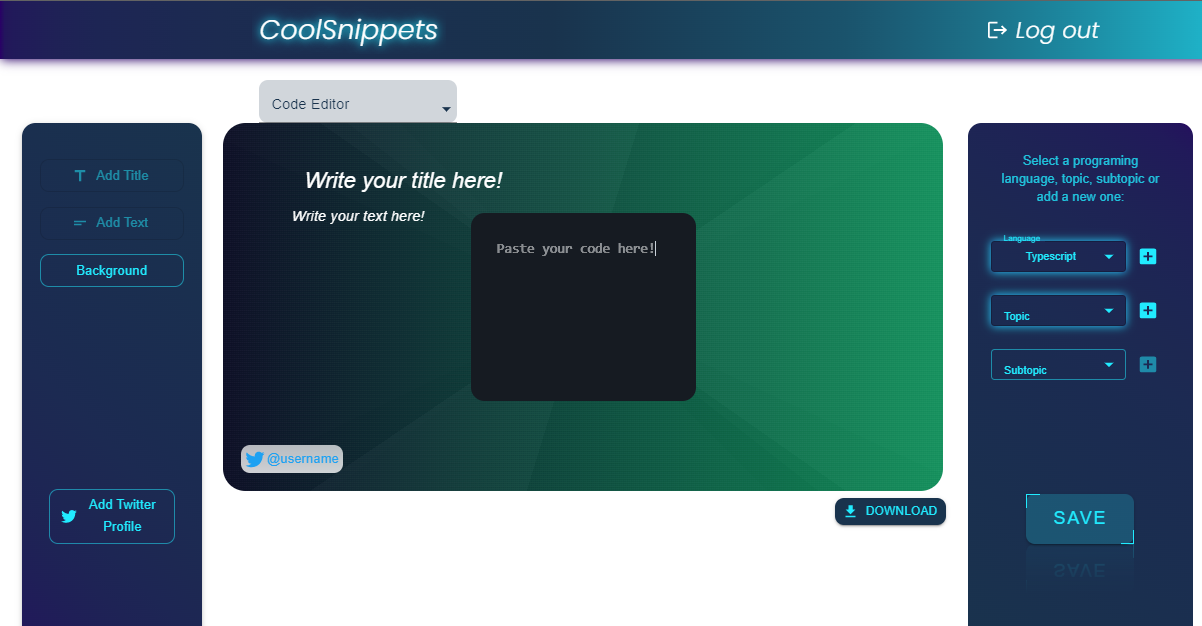 CoolSnippets
Log out
Code Editor
Add Title
Add Text
Background
Add Twitter
Profile
Write your title here!
Write your text here!
Paste your code here!
@username
DOWNLOAD
Select a programing
language, topic, subtopic or
add a new one:
Language
Typescript
Topic
Subtopic
SAVE
SAVE